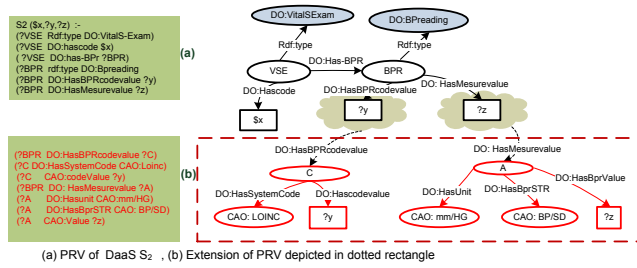 S2 ($x,?y,?z) :-
(?VSE Rdf:type DO:VitalS-Exam)
(?VSE DO:hascode $x)
( ?VSE DO:has-BPr ?BPR)
(?BPR rdf:type DO:Bpreading)
(?BPR DO:HasBPRcodevalue ?y)
(?BPR DO:HasMesurevalue ?z)
(a)
DO:VitalSExam
DO:BPreading
Rdf:type
Rdf:type
VSE
DO:Has-BPR
BPR
DO:Hascode
DO:HasBPRcodevalue
DO: HasMesurevalue
$x
?y
?z
(?BPR DO:HasBPRcodevalue ?C)
(?C DO:HasSystemCode CAO:Loinc)
(?C CAO:codeValue ?y)
(?BPR DO:HasMesurevalue ?A)
(?A DO:Hasunit CAO:mm/HG)
(?A DO:HasBprSTR CAO: BP/SD)
(?A CAO:Value ?z)
(b)
DO:HasBPRcodevalue
DO:HasMesurevalue
C
A
DO:HasSystemCode
DO:Hascodevalue
DO:HasUnit
DO:HasBprSTR
DO:HasBprValue
CAO: LOINC
?y
CAO: mm/HG
CAO: BP/SD
?z
(a) PRV of DaaS S₂ , (b) Extension of PRV depicted in dotted rectangle